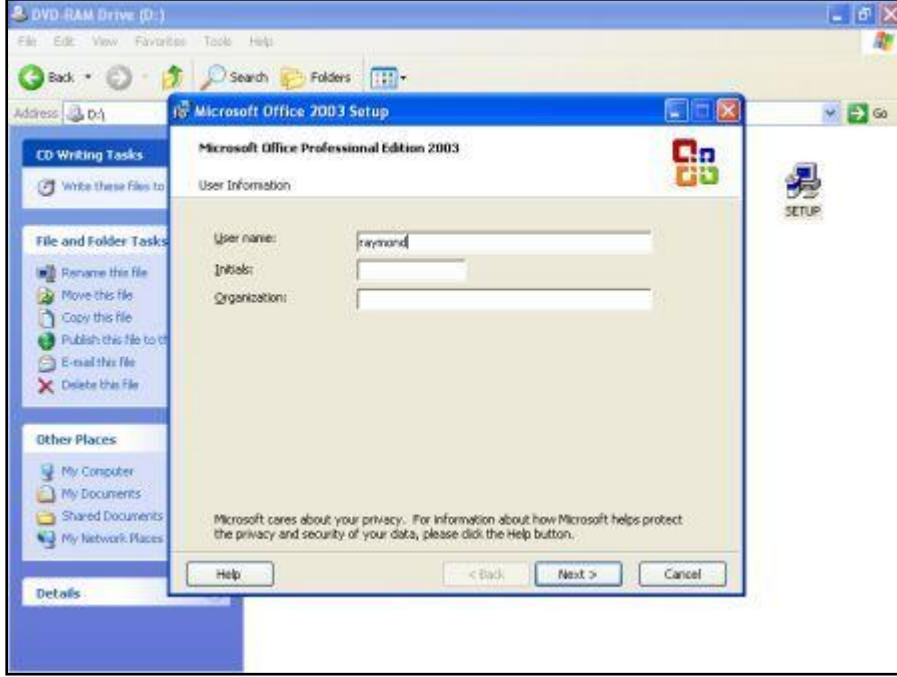 DVD-RAM Drive (D:)
File Edit View Favorites Tools Help
Back Search Folders
Address D:\ Go
Microsoft Office 2003 Setup
Microsoft Office Professional Edition 2003
User Information
User name: raymond
Initials:
Organization:
Microsoft cares about your privacy. For information about how Microsoft helps protect
the privacy and security of your data, please click the Help button.
Help < Back Next > Cancel
CD Writing Tasks
Write these files to
File and Folder Tasks
Rename this file
Move this file
Copy this file
Publish this file to
E-mail this file
Delete this file
Other Places
My Computer
My Documents
Shared Documents
My Network Places
Details
SETUP